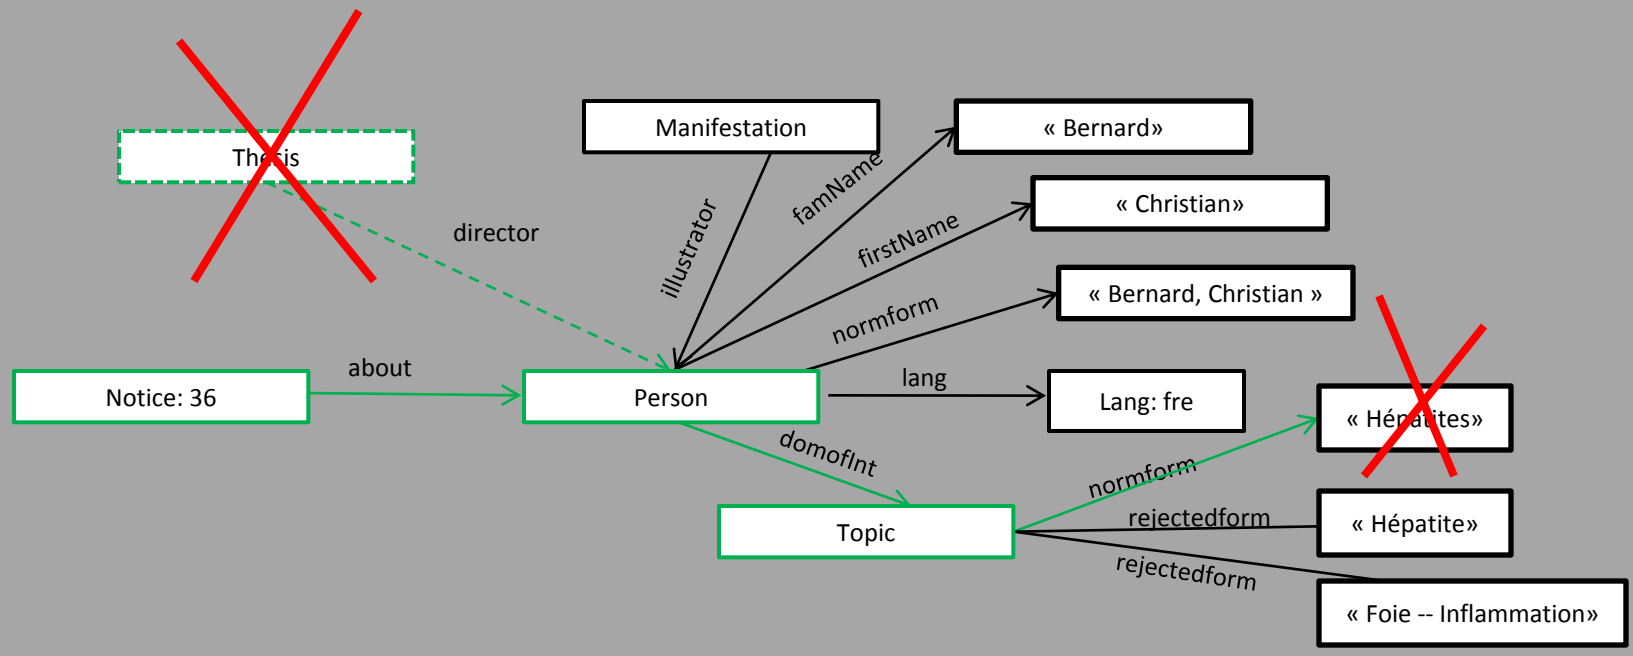 Manifestation
« Bernard»
Thesis
famName
« Christian»
director
illustrator
firstName
« Bernard, Christian »
normform
about
lang
Notice: 36
Person
Lang: fre
« Hépatites»
domofInt
normform
rejectedform
« Hépatite»
Topic
rejectedform
« Foie -- Inflammation»